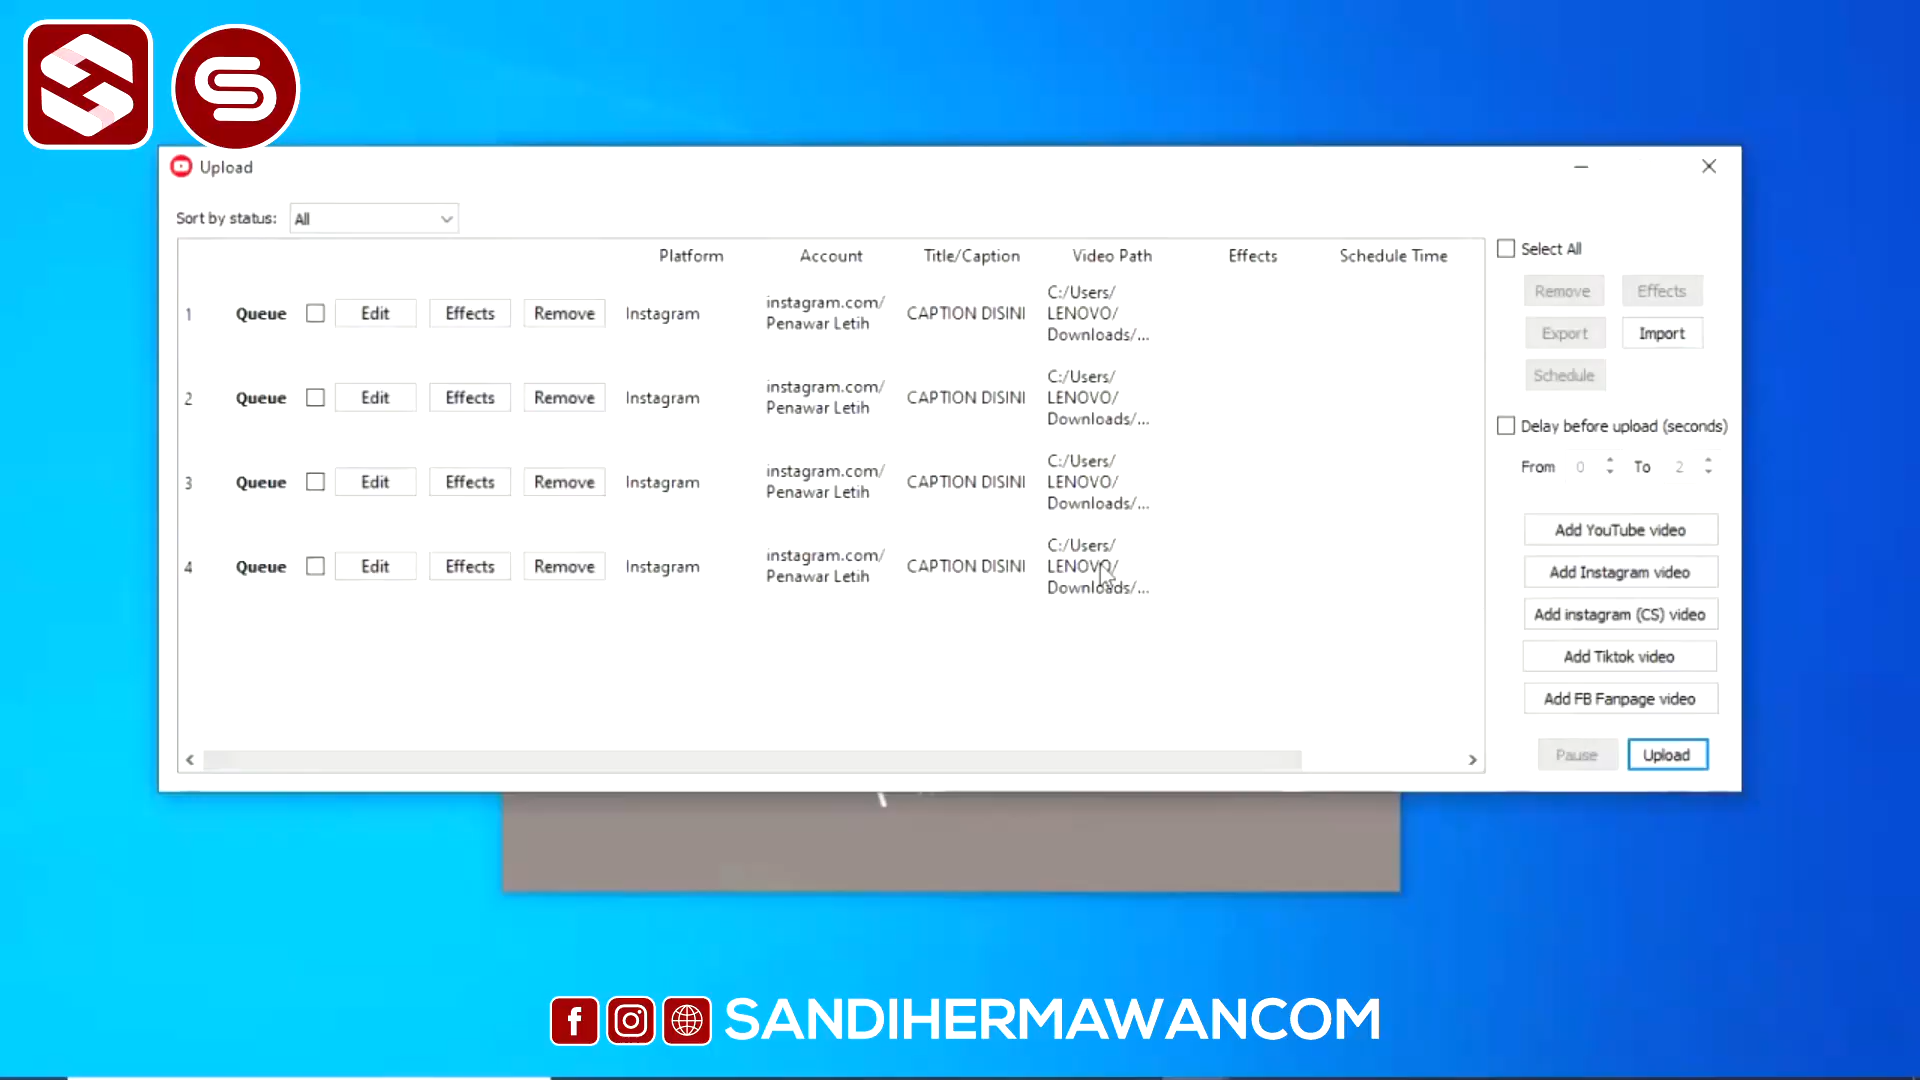 Upload
Sort by status: All
Platform Account Title/Caption Video Path Effects Schedule Time
1 Queue Edit Effects Remove Instagram instagram.com/ Penawar Letih CAPTION DISINI C:/Users/ LENOVO/ Downloads/...
2 Queue Edit Effects Remove Instagram instagram.com/ Penawar Letih CAPTION DISINI C:/Users/ LENOVO/ Downloads/...
3 Queue Edit Effects Remove Instagram instagram.com/ Penawar Letih CAPTION DISINI C:/Users/ LENOVO/ Downloads/...
4 Queue Edit Effects Remove Instagram instagram.com/ Penawar Letih CAPTION DISINI C:/Users/ LENOVO/ Downloads/...
Select All
Remove Effects
Export Import
Schedule
Delay before upload (seconds)
From 0 To 2
Add YouTube video
Add Instagram video
Add instagram (CS) video
Add Tiktok video
Add FB Fanpage video
Pause Upload
SANDIHERMAWANCOM